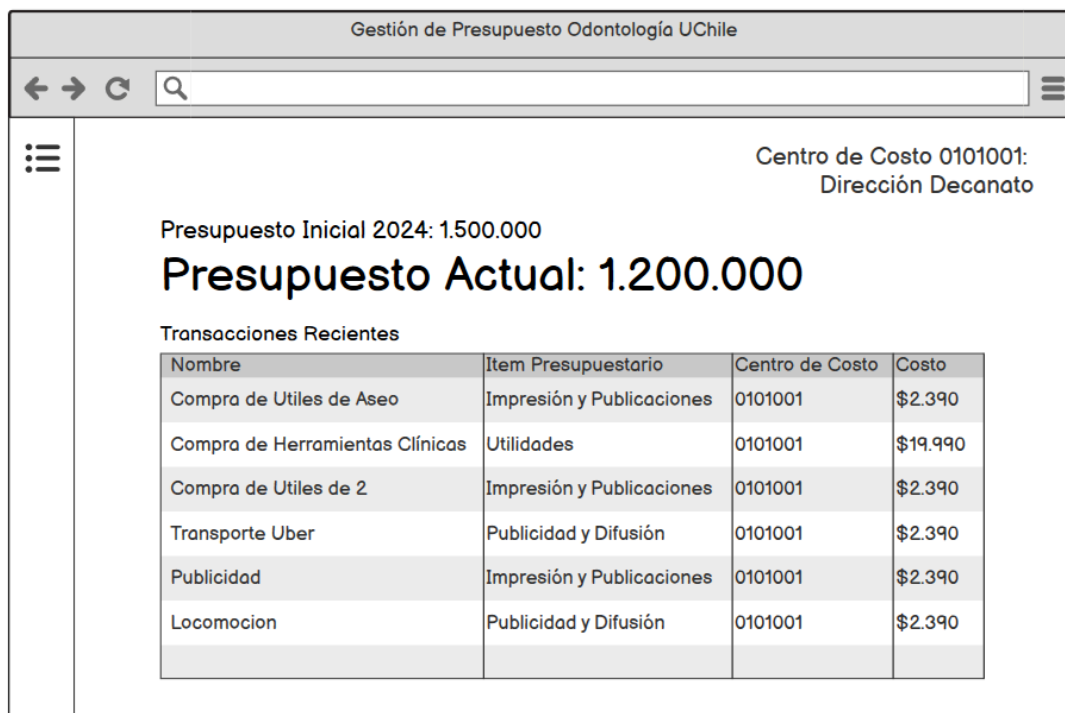 Gestión de Presupuesto Odontología UChile
Centro de Costo 0101001:
Dirección Decanato
Presupuesto Inicial 2024: 1.500.000
Presupuesto Actual: 1.200.000
Transacciones Recientes
Nombre Item Presupuestario Centro de Costo Costo
Compra de Utiles de Aseo Impresión y Publicaciones 0101001 $2.390
Compra de Herramientas Clínicas Utilidades 0101001 $19.990
Compra de Utiles de 2 Impresión y Publicaciones 0101001 $2.390
Transporte Uber Publicidad y Difusión 0101001 $2.390
Publicidad Impresión y Publicaciones 0101001 $2.390
Locomocion Publicidad y Difusión 0101001 $2.390